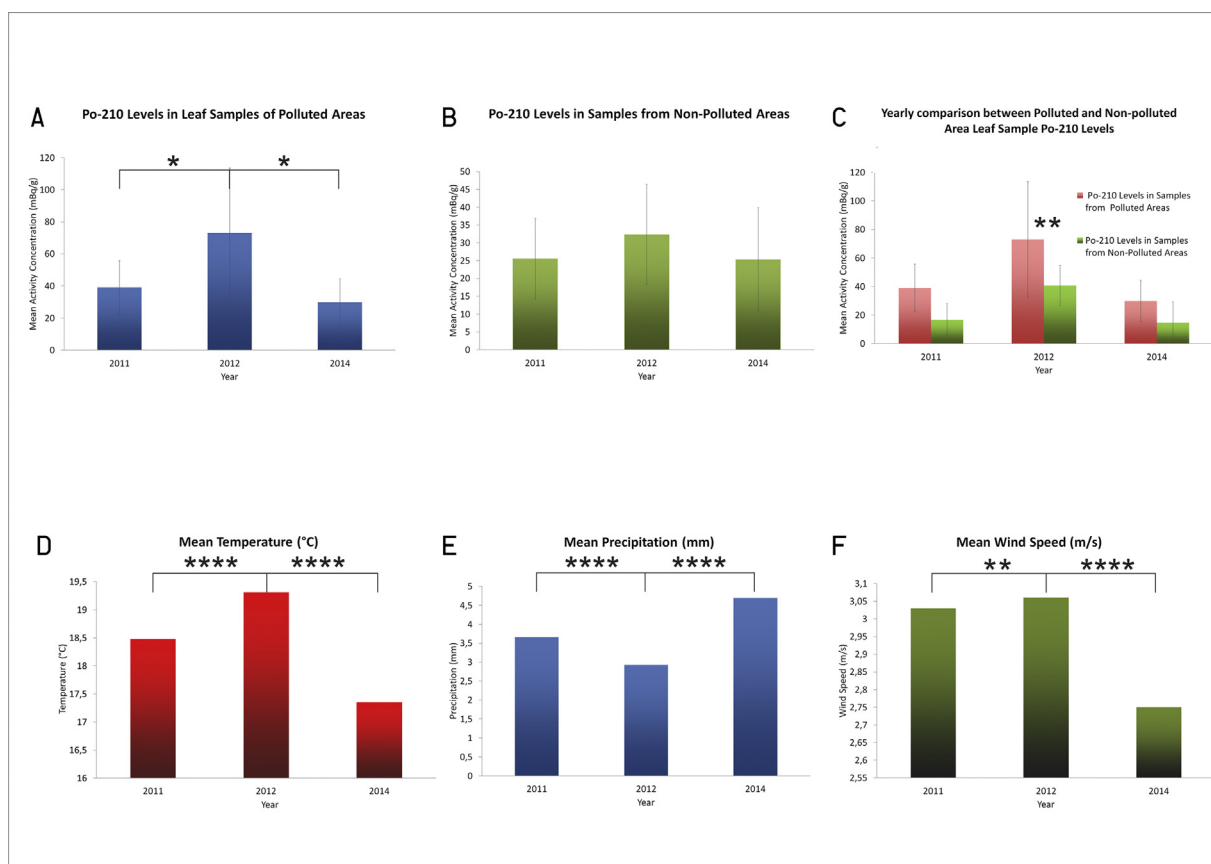 A
Po-210 Levels in Leaf Samples of Polluted Areas
Mean Activity Concentration (mBq/g)
120
100
80
60
40
20
0
*
*
2011
2012
2014
Year
B
Po-210 Levels in Samples from Non-Polluted Areas
Mean Activity Concentration (mBq/g)
50
45
40
35
30
25
20
15
10
5
0
2011
2012
2014
Year
C
Yearly comparison between Polluted and Non-polluted
Area Leaf Sample Po-210 Levels
Mean Activity Concentration (mBq/g)
120
100
80
60
40
20
0
**
Po-210 Levels in Samples
from Polluted Areas
Po-210 Levels in Samples
from Non-Polluted Areas
2011
2012
2014
Year
D
Mean Temperature (°C)
**** ****
Temperature (°C)
19,5
19
18,5
18
17,5
17
16,5
16
2011
2012
2014
Year
E
Mean Precipitation (mm)
**** ****
Precipitation (mm)
5
4,5
4
3,5
3
2,5
2
1,5
1
0,5
0
2011
2012
2014
Year
F
Mean Wind Speed (m/s)
** ****
Wind Speed (m/s)
3,1
3,05
3
2,95
2,9
2,85
2,8
2,75
2,7
2,65
2,6
2,55
2011
2012
2014
Year